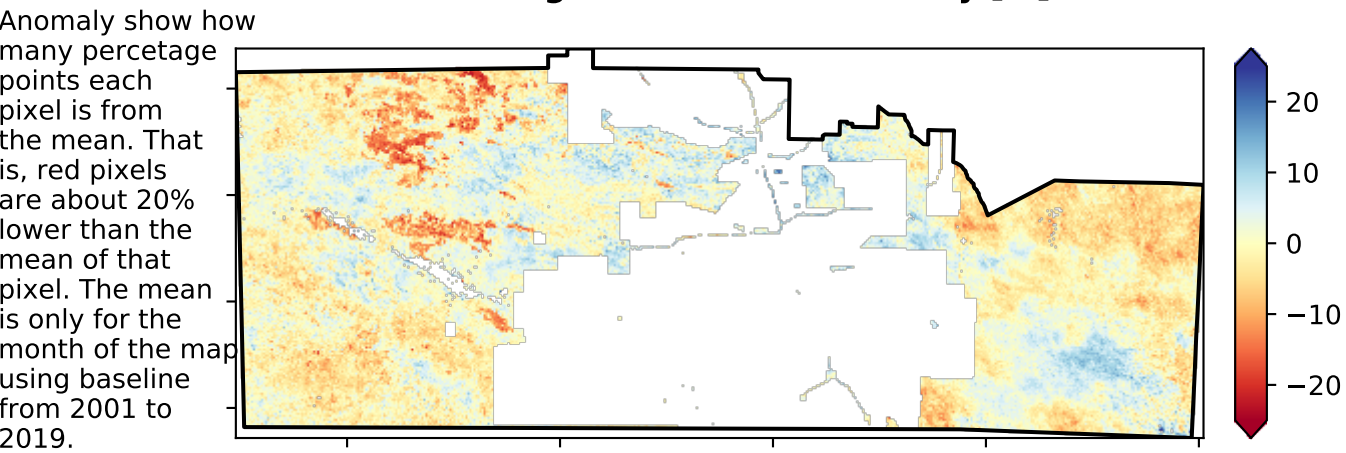 Anomaly show how
many percetage
points each
pixel is from
the mean. That
is, red pixels
are about 20%
lower than the
mean of that
pixel. The mean
is only for the
month of the map
using baseline
from 2001 to
2019.
20
10
0
−10
−20